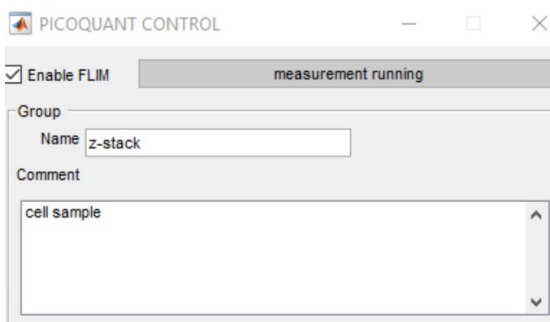 PICOQUANT CONTROL
Enable FLIM measurement running
Group
Name z-stack
Comment
cell sample